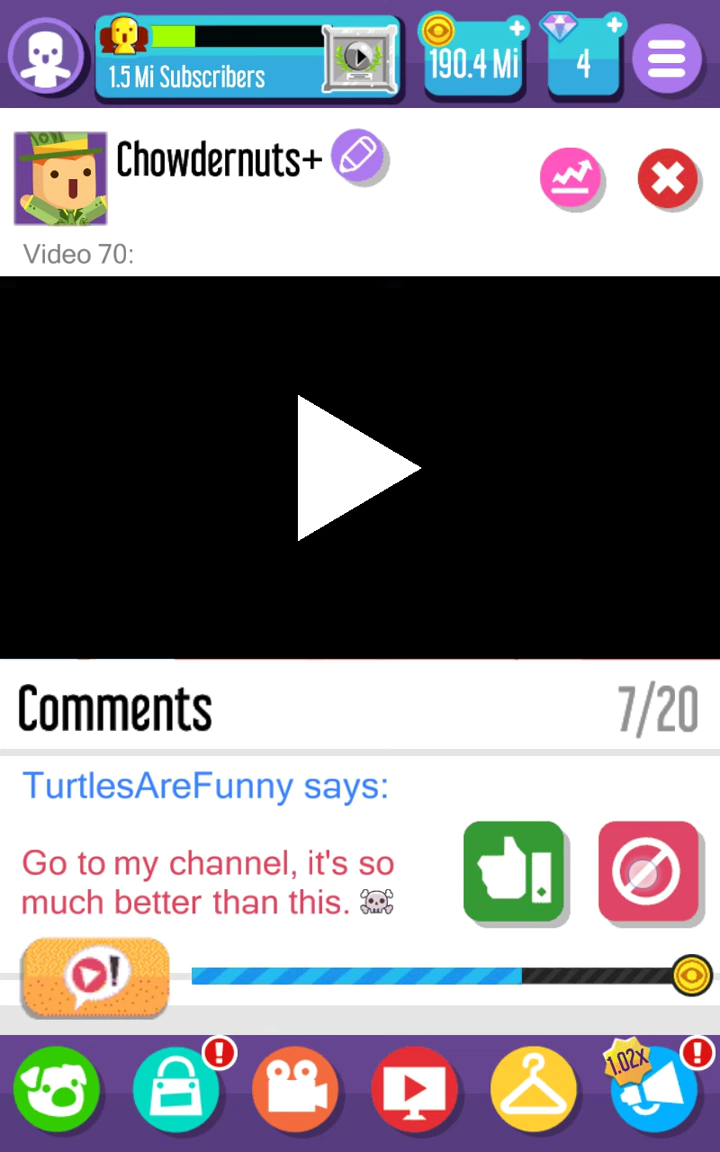 1.5 Mi Subscribers
190.4 Mi
4
Chowdernuts+
Video 70:
Comments
7/20
TurtlesAreFunny says:
Go to my channel, it's so
much better than this. ☠
!
!
1.02x
!